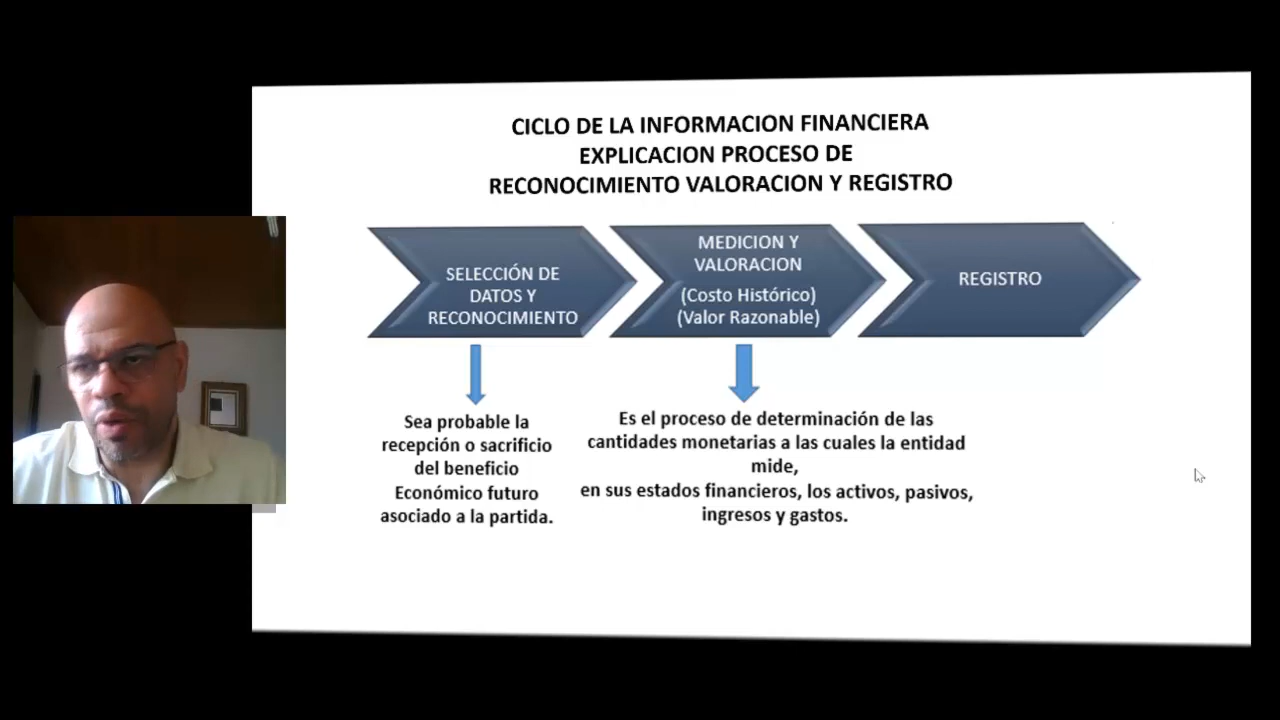 CICLO DE LA INFORMACION FINANCIERA
EXPLICACION PROCESO DE
RECONOCIMIENTO VALORACION Y REGISTRO
SELECCIÓN DE
DATOS Y
RECONOCIMIENTO
MEDICION Y
VALORACION
(Costo Histórico)
(Valor Razonable)
REGISTRO
Sea probable la
recepción o sacrificio
del beneficio
Económico futuro
asociado a la partida.
Es el proceso de determinación de las
cantidades monetarias a las cuales la entidad
mide,
en sus estados financieros, los activos, pasivos,
ingresos y gastos.